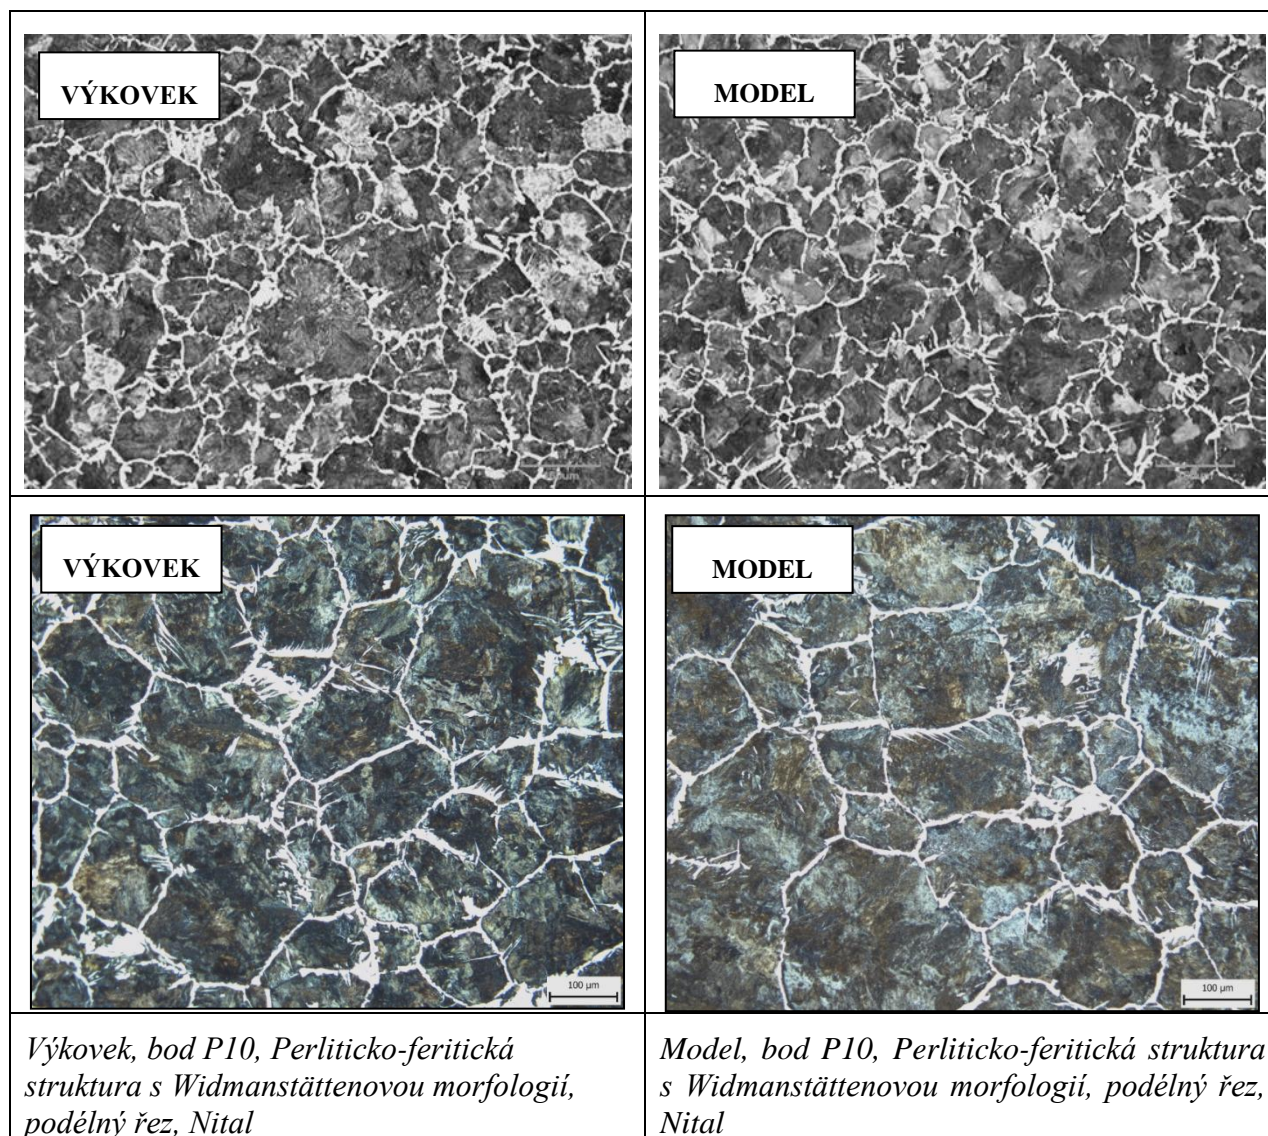 VÝKOVEK
MODEL
VÝKOVEK
MODEL
100 µm
100 µm
Výkovek, bod P10, Perliticko-feritická
struktura s Widmanstättenovou morfologií,
podélný řez, Nital
Model, bod P10, Perliticko-feritická struktura
s Widmanstättenovou morfologií, podélný řez,
Nital